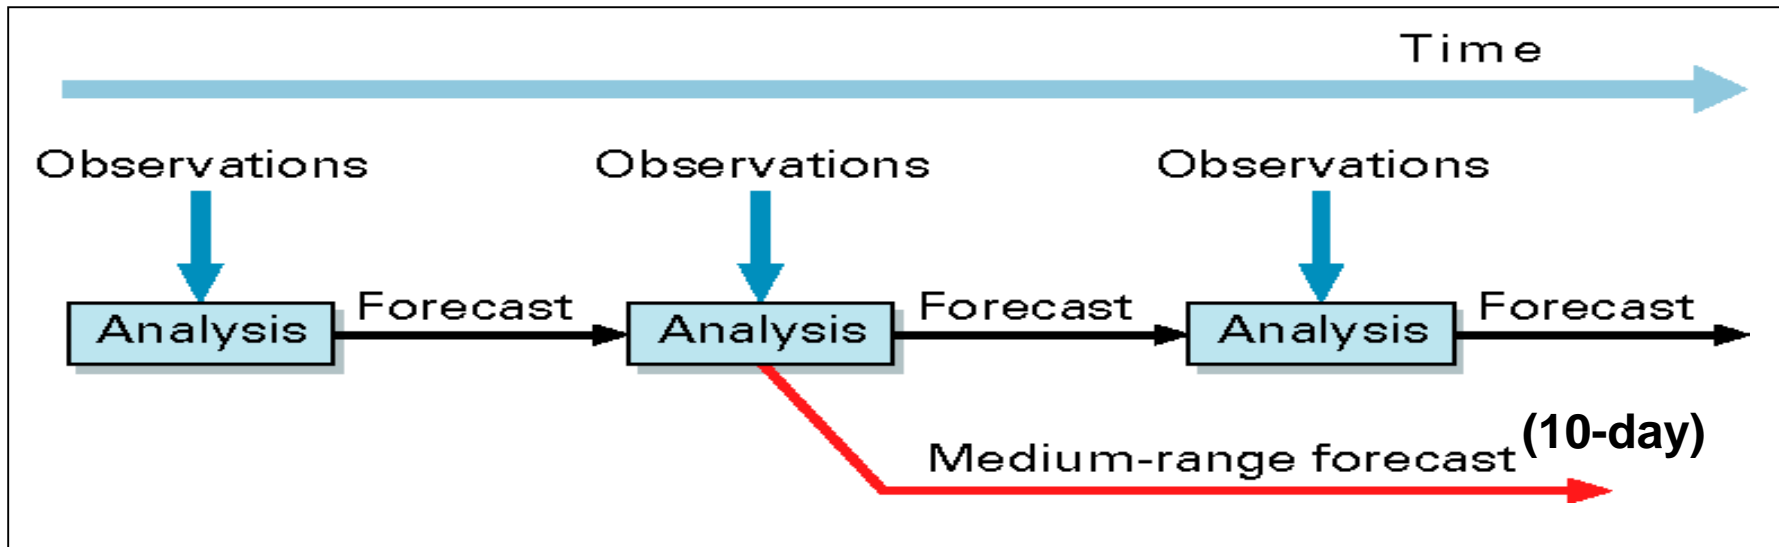 Time
Observations Observations Observations
Analysis Forecast Analysis Forecast Analysis Forecast
Medium-range forecast (10-day)